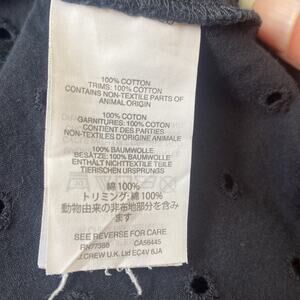 100% COTTON
TRIMS: 100% COTTON
CONTAINS NON-TEXTILE PARTS OF
ANIMAL ORIGIN
100% COTON
GARNITURES: 100% COTON
CONTIENT DES PARTIES
NON-TEXTILES D'ORIGINE ANIMALE
100% BAUMWOLLE
BESÄTZE: 100% BAUMWOLLE
ENTHÄLT NICHTTEXTILE TEILE
TIERISCHEN URSPRUNGS
綿 100%
トリミング: 綿 100%
動物由来の非布地部分を含み
ます
SEE REVERSE FOR CARE
RN77388 CA56445
J.CREW U.K. Ltd EC4V 6JA